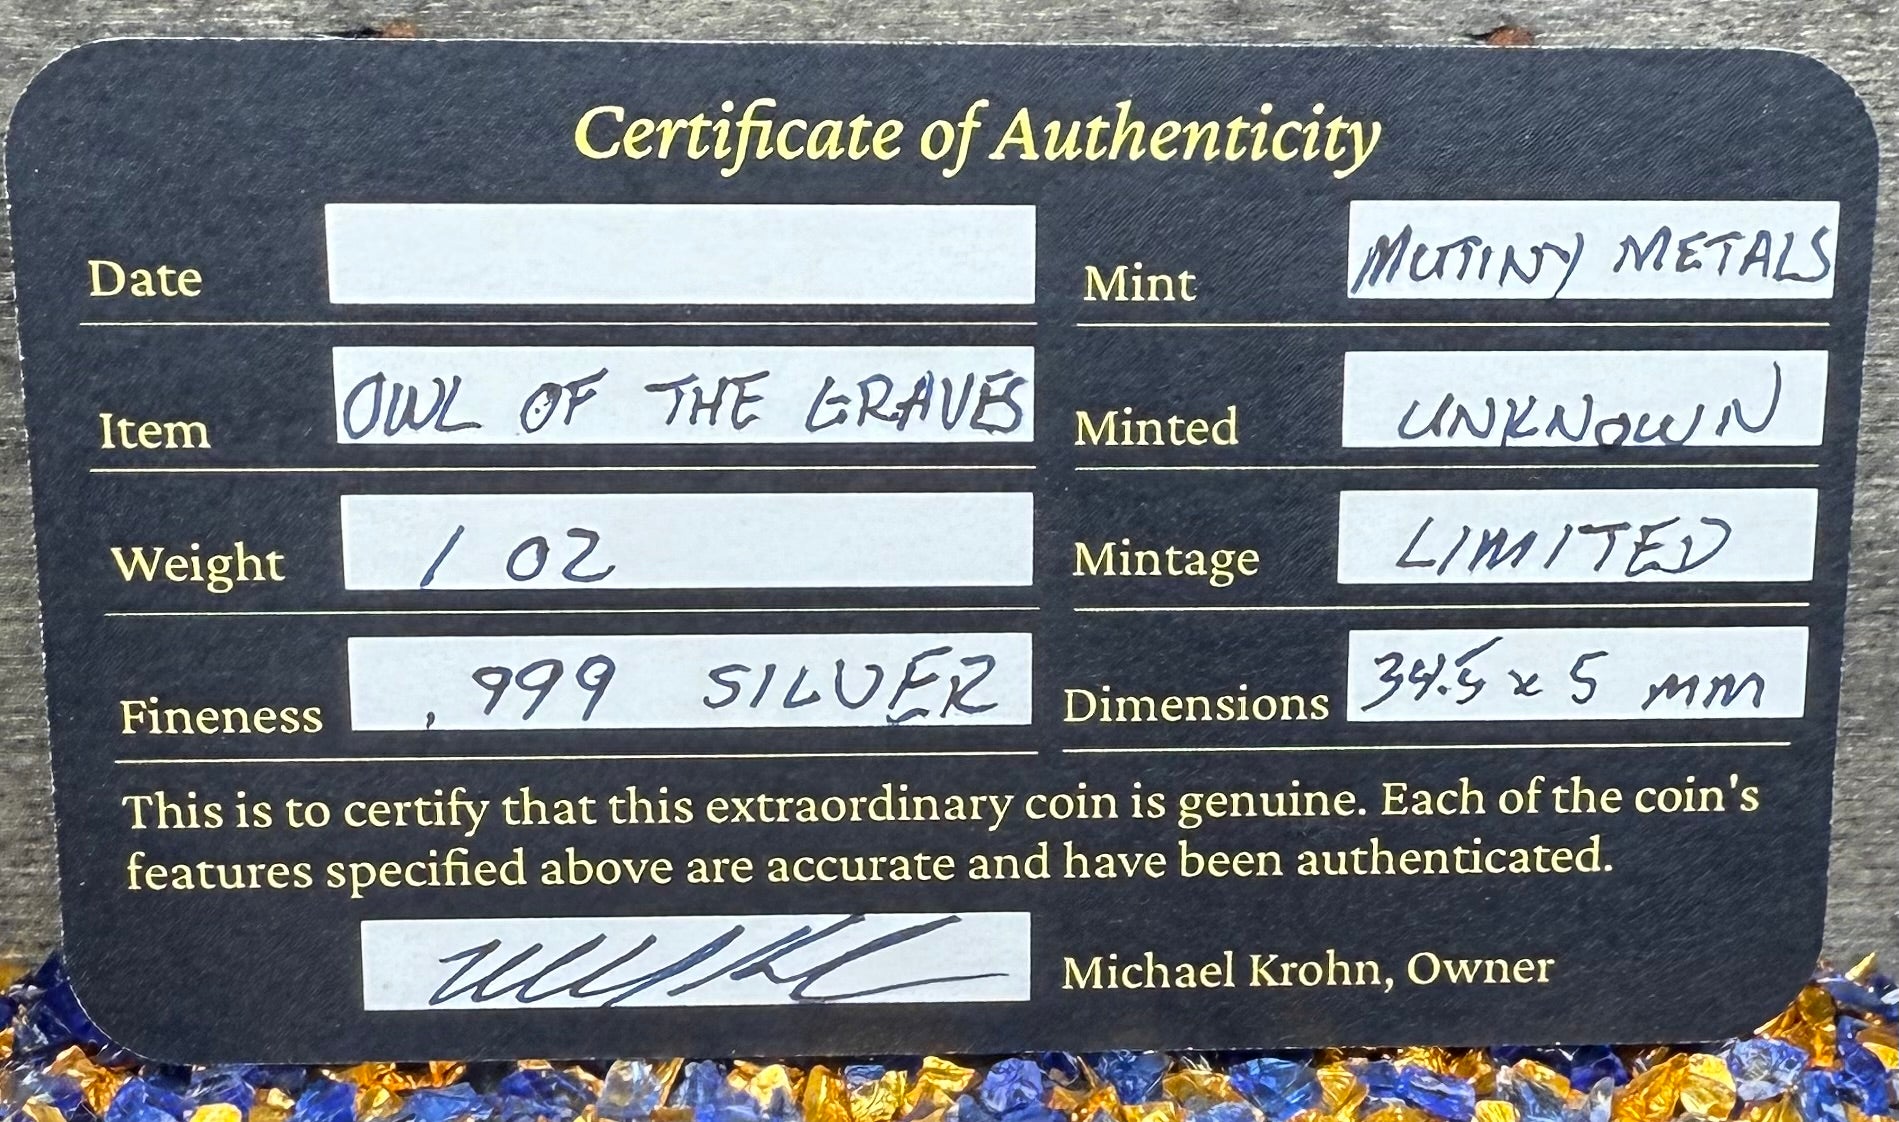 Certificate of Authenticity
Date
Mint MUTINY METALS
Item OWL OF THE GRAVES
Minted UNKNOWN
Weight 1 OZ
Mintage LIMITED
Fineness .999 SILVER
Dimensions 34.5 x 5 MM
This is to certify that this extraordinary coin is genuine. Each of the coin's
features specified above are accurate and have been authenticated.
Michael Krohn, Owner